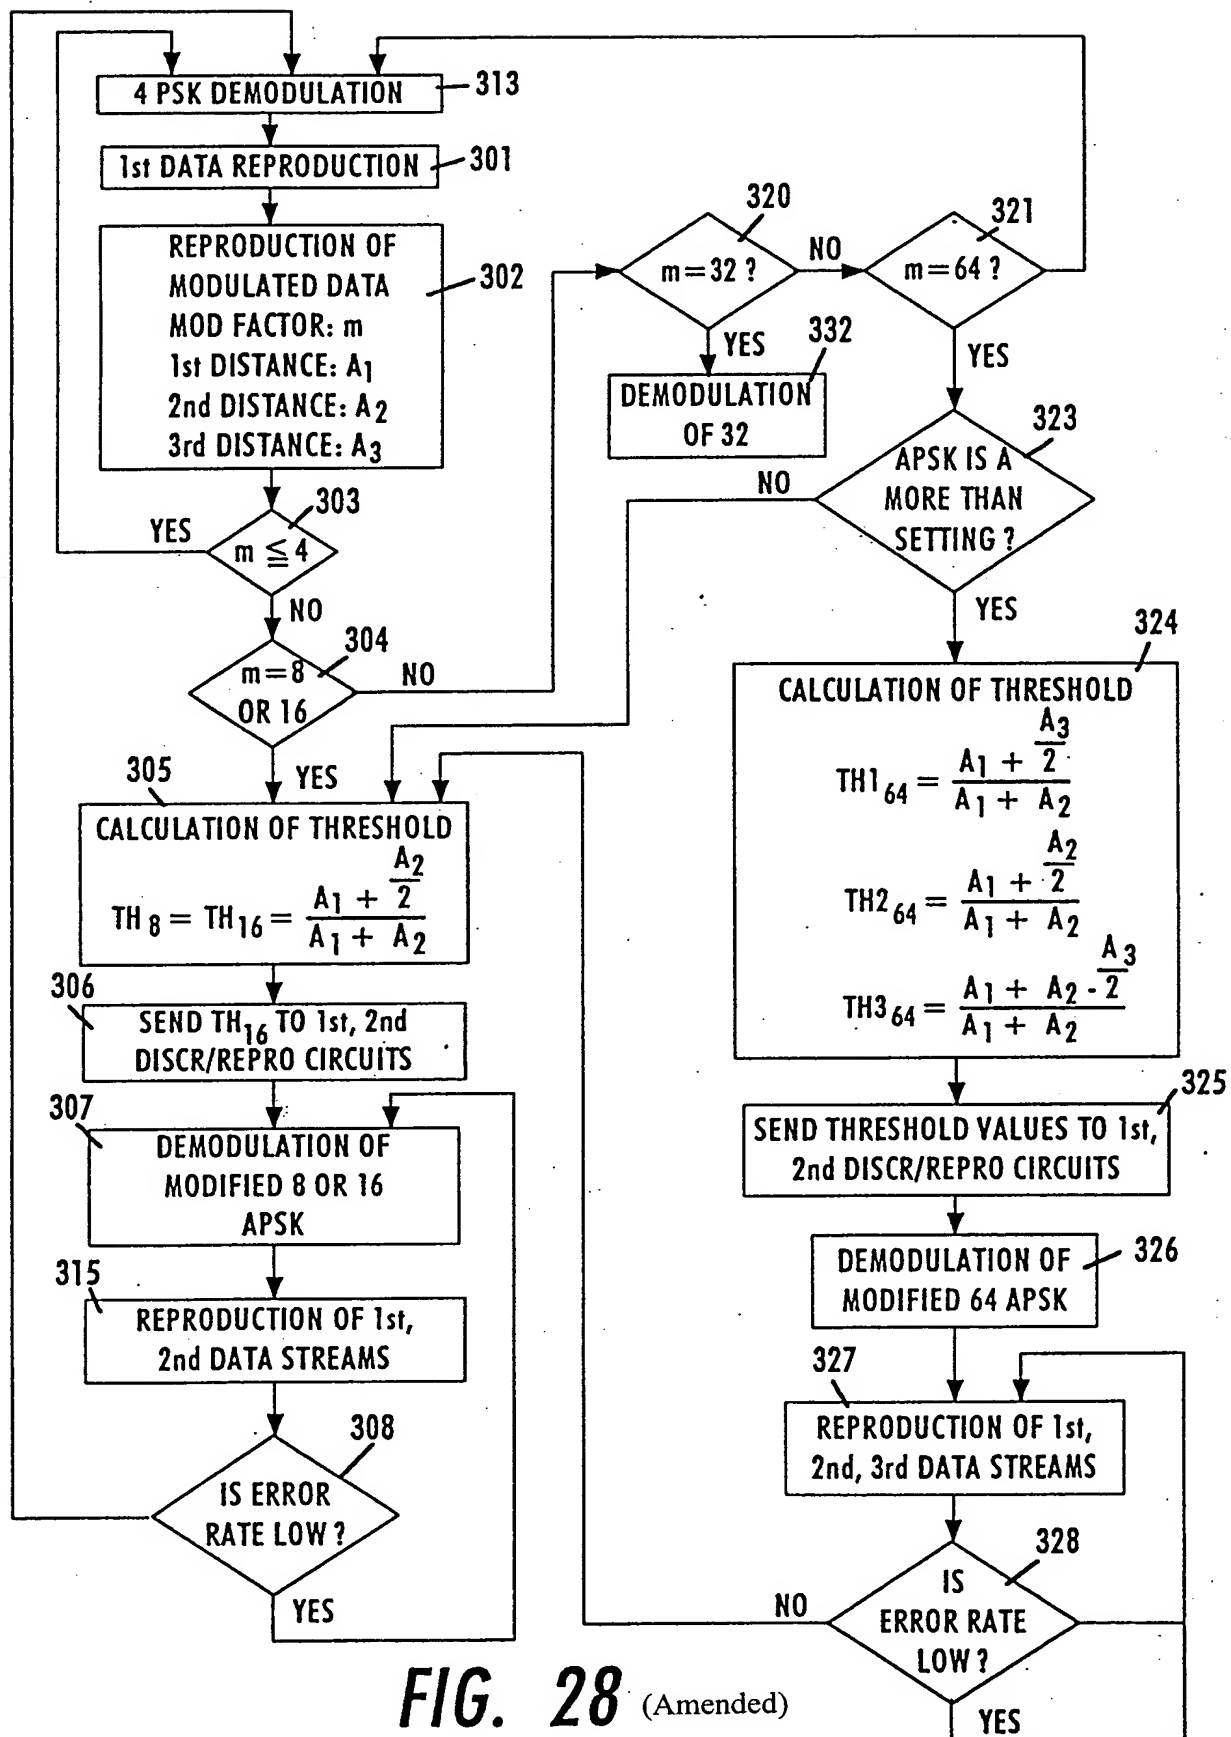 4 PSK DEMODULATION
313
1st DATA REPRODUCTION
301
REPRODUCTION OF
MODULATED DATA
MOD FACTOR: m
1st DISTANCE: A1
2nd DISTANCE: A2
3rd DISTANCE: A3
302
303
YES
m ≦ 4
NO
304
m=8
OR 16
NO
YES
305
CALCULATION OF THRESHOLD
TH8 = TH16 = (A1 + A2/2) / (A1 + A2)
306
SEND TH16 TO 1st, 2nd
DISCR/REPRO CIRCUITS
307
DEMODULATION OF
MODIFIED 8 OR 16
APSK
315
REPRODUCTION OF 1st,
2nd DATA STREAMS
308
IS ERROR
RATE LOW ?
YES
320
m=32 ?
NO
321
m=64 ?
YES
332
DEMODULATION
OF 32
YES
323
APSK IS A
MORE THAN
SETTING ?
NO
YES
324
CALCULATION OF THRESHOLD
TH1 64 = (A1 + A3/2) / (A1 + A2)
TH2 64 = (A1 + A2/2) / (A1 + A2)
TH3 64 = (A1 + A2 - A3/2) / (A1 + A2)
325
SEND THRESHOLD VALUES TO 1st,
2nd DISCR/REPRO CIRCUITS
DEMODULATION OF
MODIFIED 64 APSK
326
327
REPRODUCTION OF 1st,
2nd, 3rd DATA STREAMS
328
IS
ERROR RATE
LOW ?
NO
YES
FIG. 28 (Amended)